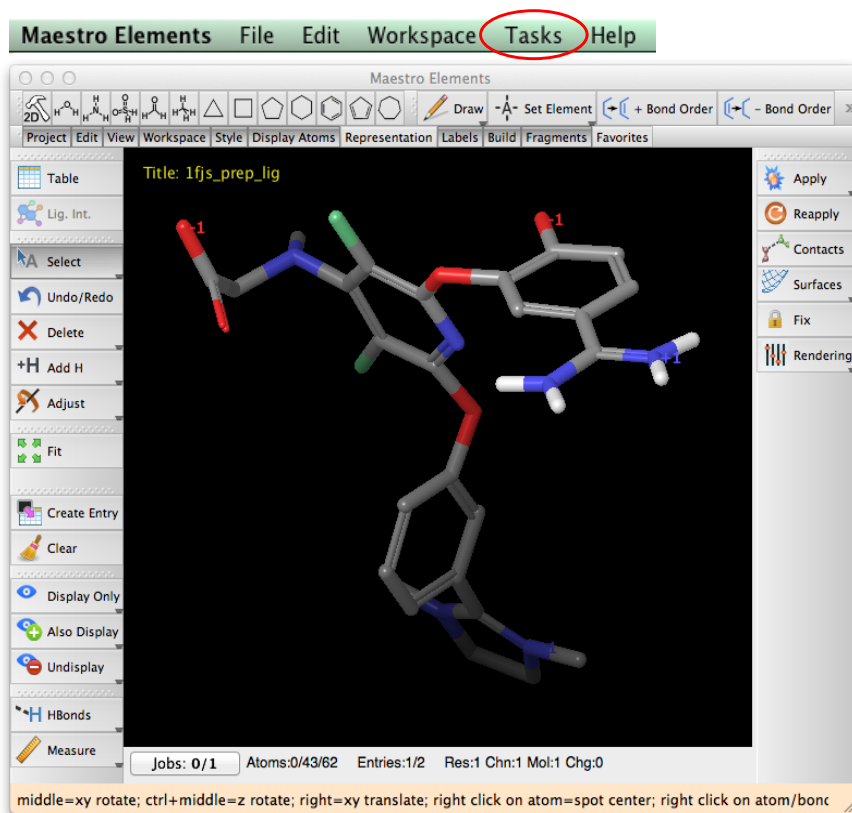 Maestro Elements File Edit Workspace Tasks Help
Maestro Elements
2D Draw -A- Set Element + Bond Order - Bond Order »
Project Edit View Workspace Style Display Atoms Representation Labels Build Fragments Favorites
Title: 1fjs_prep_lig
Table
Lig. Int.
Select
Undo/Redo
Delete
+H Add H
Adjust
Fit
Create Entry
Clear
Display Only
Also Display
Undisplay
H HBonds
Measure
-1
-1
+1
Apply
Reapply
Contacts
Surfaces
Fix
Rendering
Jobs: 0/1 Atoms:0/43/62 Entries:1/2 Res:1 Chn:1 Mol:1 Chg:0
middle=xy rotate; ctrl+middle=z rotate; right=xy translate; right click on atom=spot center; right click on atom/bond